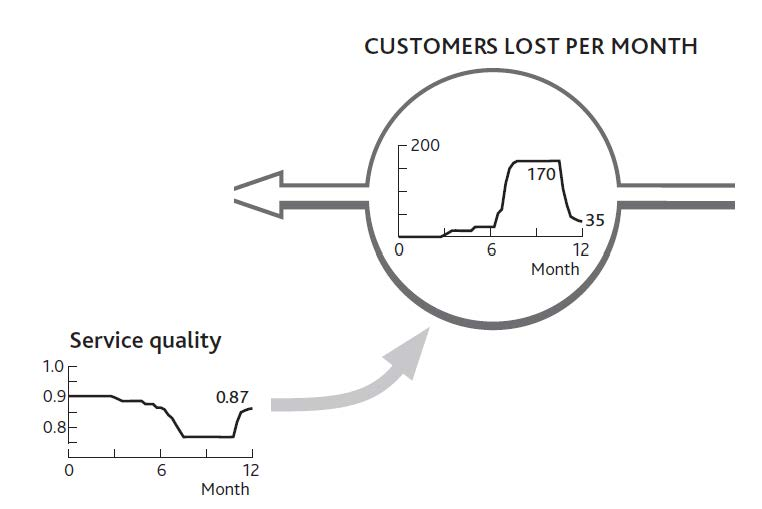 CUSTOMERS LOST PER MONTH
200
170
35
0 6 12
Month
Service quality
1.0
0.9
0.87
0.8
0 6 12
Month